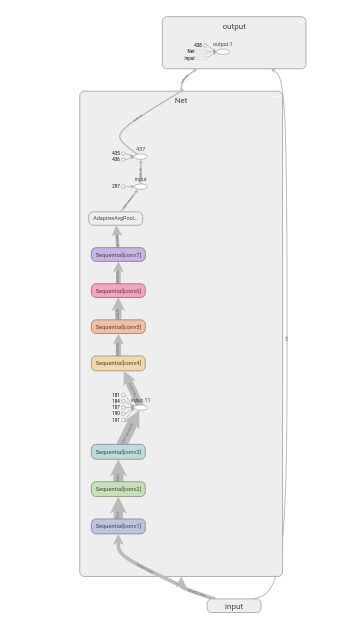 output
438
output.1
Net
input
Net
437
435
436
input
297
AdaptiveAvgPool...
Sequential[conv7]
Sequential[conv6]
Sequential[conv5]
Sequential[conv4]
181
184
input.11
187
190
191
Sequential[conv3]
Sequential[conv2]
Sequential[conv1]
input